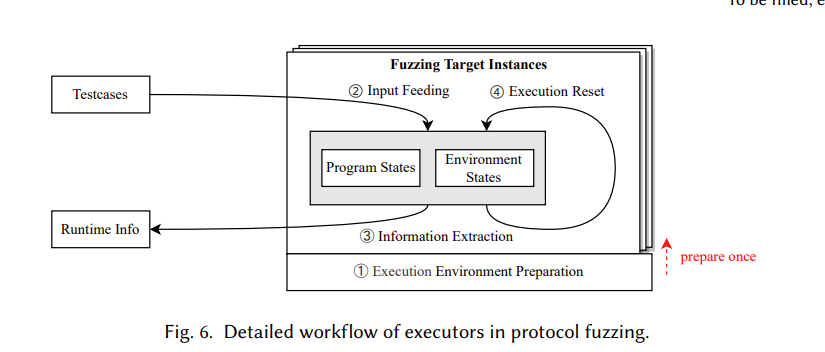 To be filled, e
Fuzzing Target Instances
② Input Feeding
④ Execution Reset
Testcases
Program States
Environment
States
Runtime Info
③ Information Extraction
① Execution Environment Preparation
prepare once
Fig. 6. Detailed workflow of executors in protocol fuzzing.